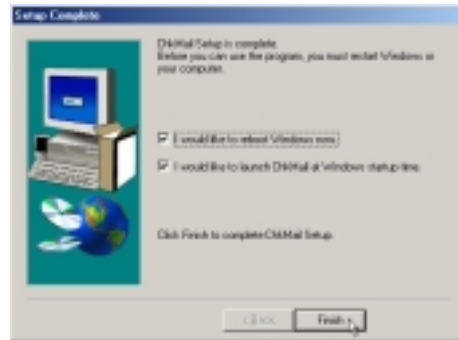 Setup Complete
ChkMail Setup is complete.
Before you can use the program, you must restart Windows or
your computer.
I would like to reboot Windows now.
I would like to launch ChkMail at Windows startup time.
Click Finish to complete ChkMail Setup.
< Back
Finish